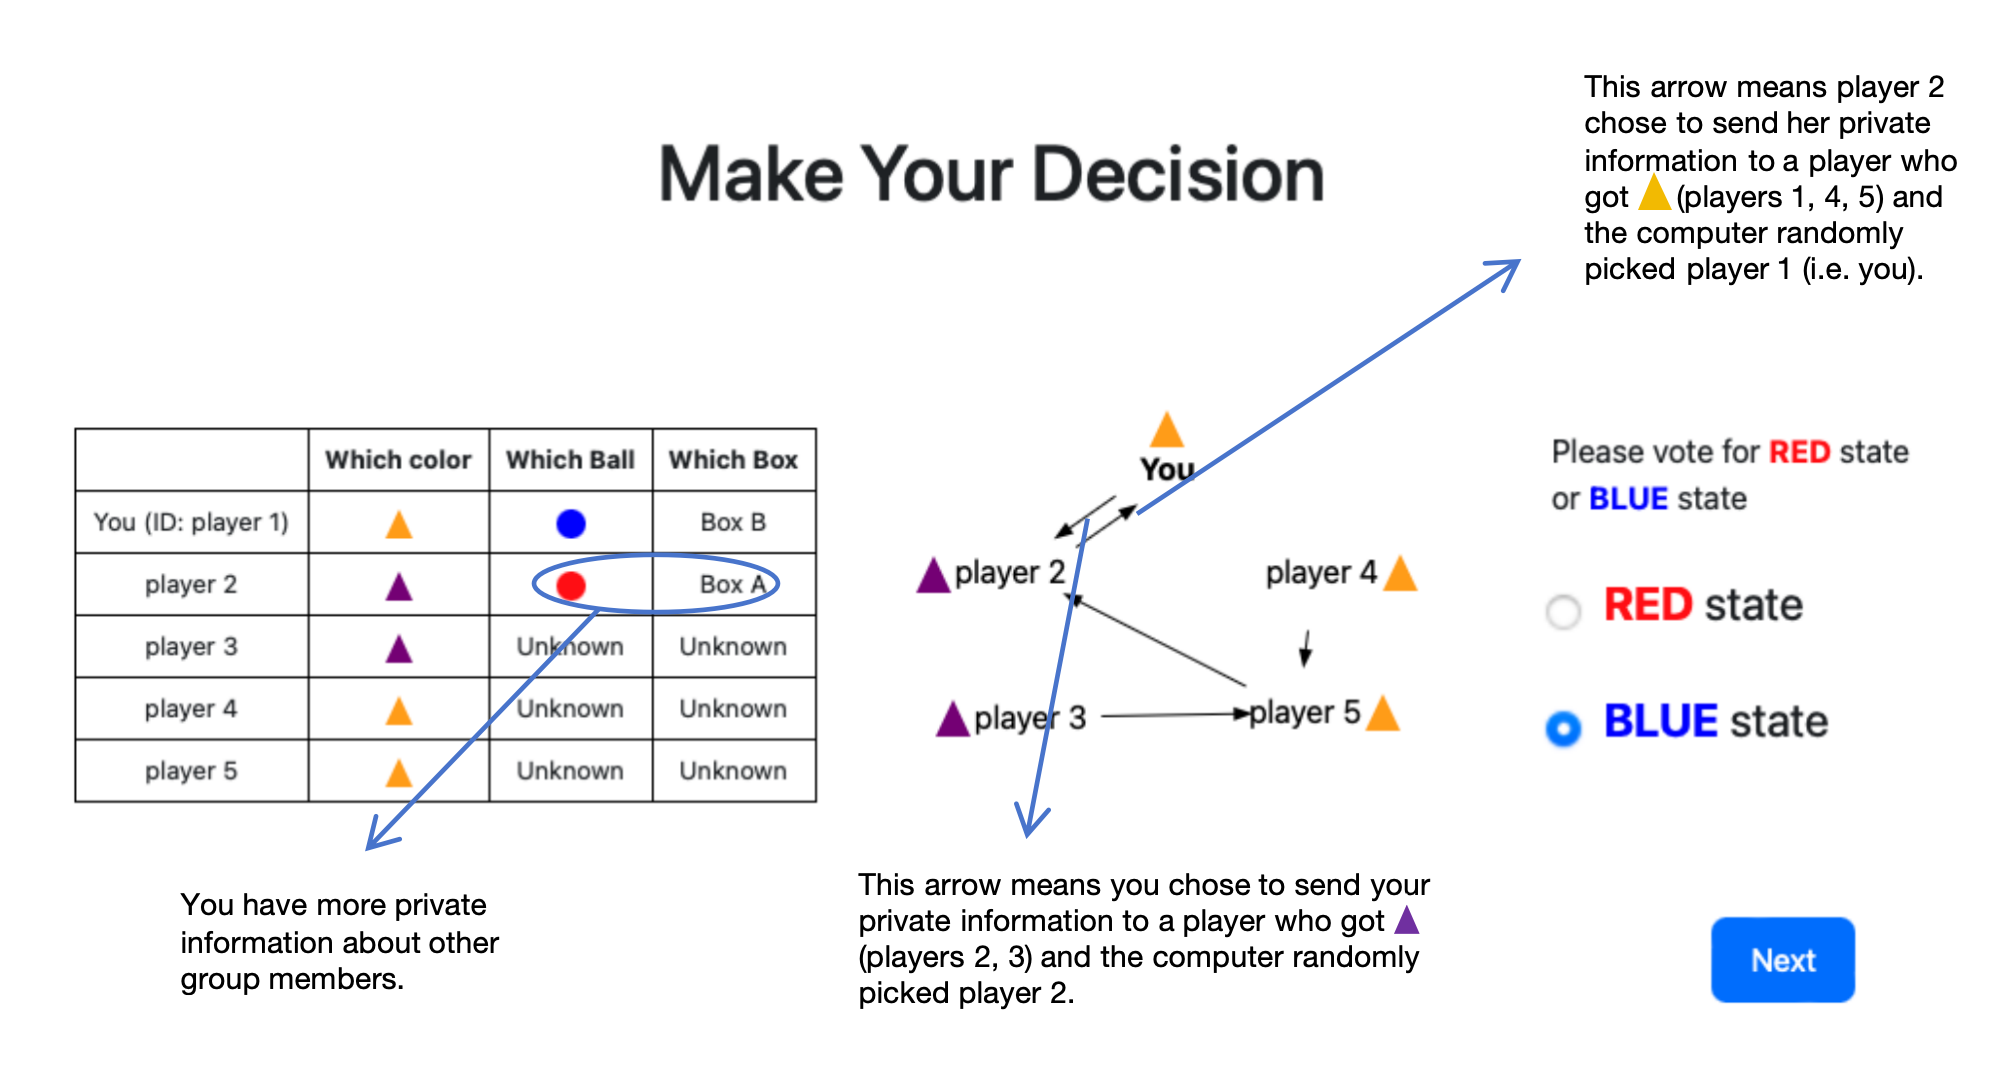 This arrow means player 2
chose to send her private
information to a player who
got (players 1, 4, 5) and
the computer randomly
picked player 1 (i.e. you).
Make Your Decision
Which color Which Ball Which Box
You (ID: player 1) Box B
player 2 Box A
player 3 Unknown Unknown
player 4 Unknown Unknown
player 5 Unknown Unknown
You have more private
information about other
group members.
You
player 2 player 4
player 3 player 5
This arrow means you chose to send your
private information to a player who got
(players 2, 3) and the computer randomly
picked player 2.
Please vote for RED state
or BLUE state
RED state
BLUE state
Next